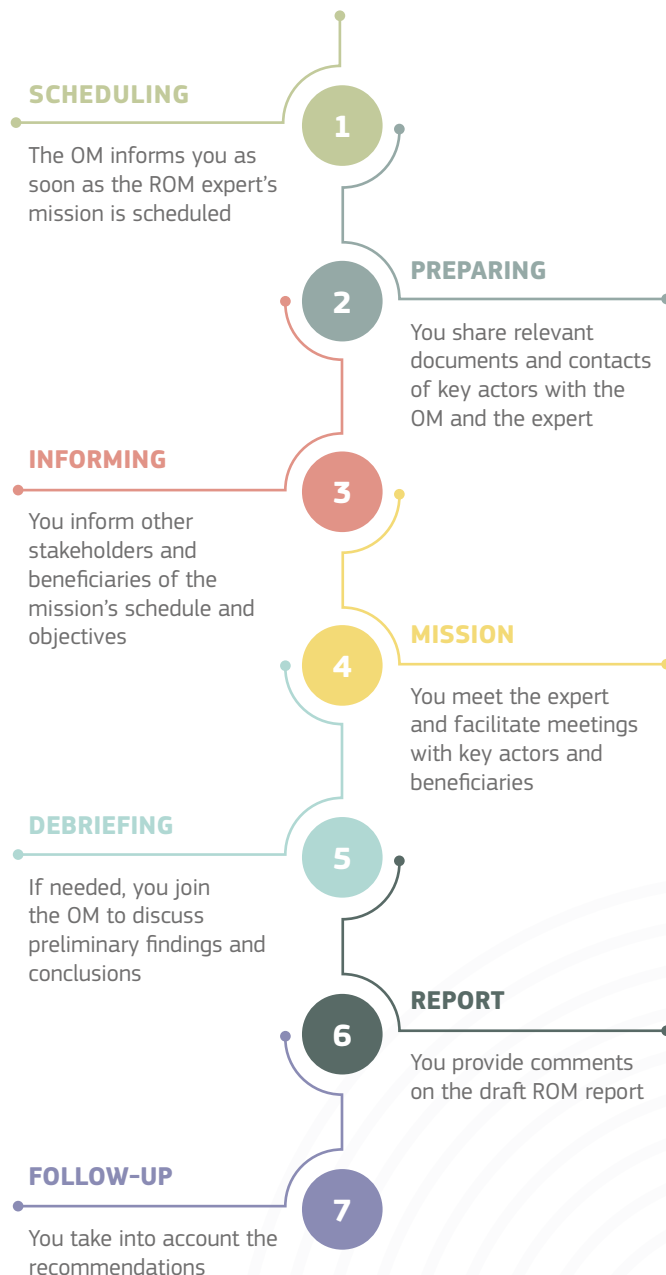 SCHEDULING
1
The OM informs you as
soon as the ROM expert’s
mission is scheduled
PREPARING
2
You share relevant
documents and contacts
of key actors with the
OM and the expert
INFORMING
3
You inform other
stakeholders and
beneficiaries of the
mission’s schedule and
objectives
MISSION
4
You meet the expert
and facilitate meetings
with key actors and
beneficiaries
DEBRIEFING
5
If needed, you join
the OM to discuss
preliminary findings and
conclusions
REPORT
6
You provide comments
on the draft ROM report
FOLLOW-UP
7
You take into account the
recommendations